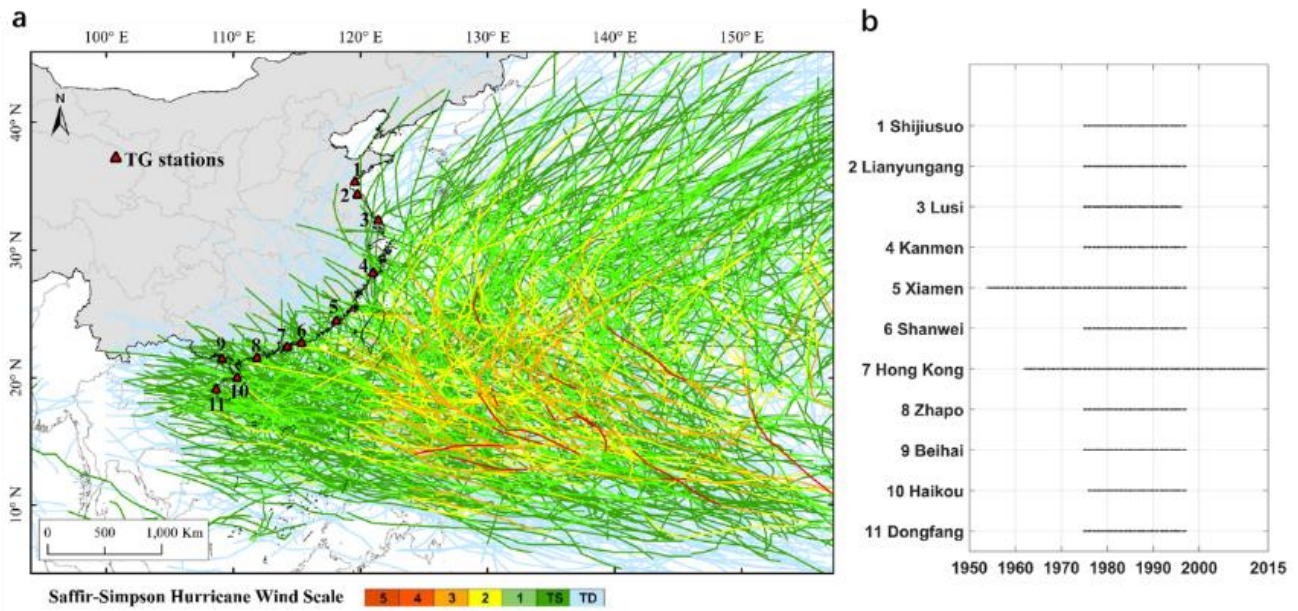 a
b
100° E 110° E 120° E 130° E 140° E 150° E
40° N
30° N
20° N
10° N
N
TG stations
1
2
3
4
5
6
7
8
9
10
11
0 500 1,000 Km
Saffir-Simpson Hurricane Wind Scale 5 4 3 2 1 TS TD
1 Shijiusuo
2 Lianyungang
3 Lusi
4 Kanmen
5 Xiamen
6 Shanwei
7 Hong Kong
8 Zhapo
9 Beihai
10 Haikou
11 Dongfang
1950 1960 1970 1980 1990 2000 2015